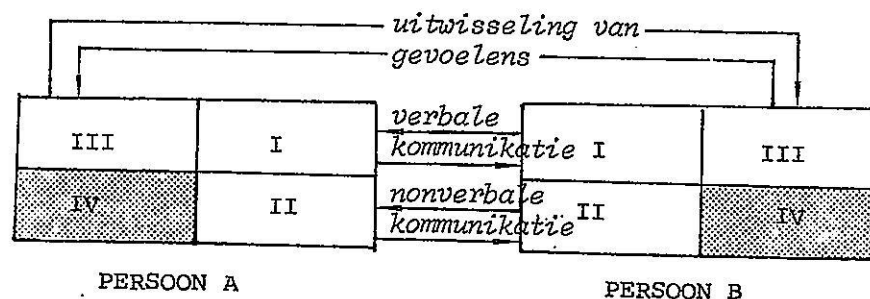 uitwisseling van
gevoelens
III I verbale kommunikatie I III
IV II nonverbale kommunikatie II IV
PERSOON A PERSOON B